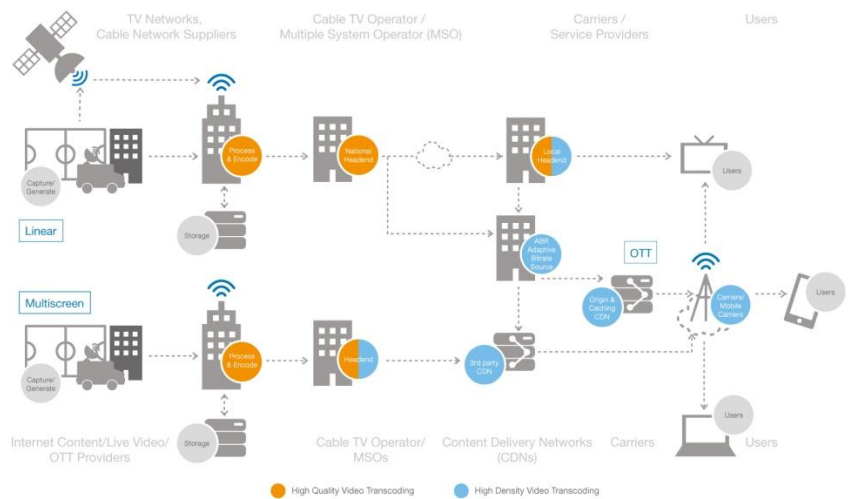 TV Networks,
Cable Network Suppliers
Cable TV Operator /
Multiple System Operator (MSO)
Carriers /
Service Providers
Users
Process
& Encode
National
Headend
Local
Headend
Capture/
Generate
Users
Linear
Storage
ABR
Adaptive
Bitrate
Source
OTT
Multiscreen
Origin &
Caching
CDN
Carriers/
Mobile
Carriers
Users
Process
& Encode
Headend
3rd party
CDN
Capture/
Generate
Users
Storage
Internet Content/Live Video/
OTT Providers
Cable TV Operator/
MSOs
Content Delivery Networks
(CDNs)
Carriers
Users
High Quality Video Transcoding
High Density Video Transcoding